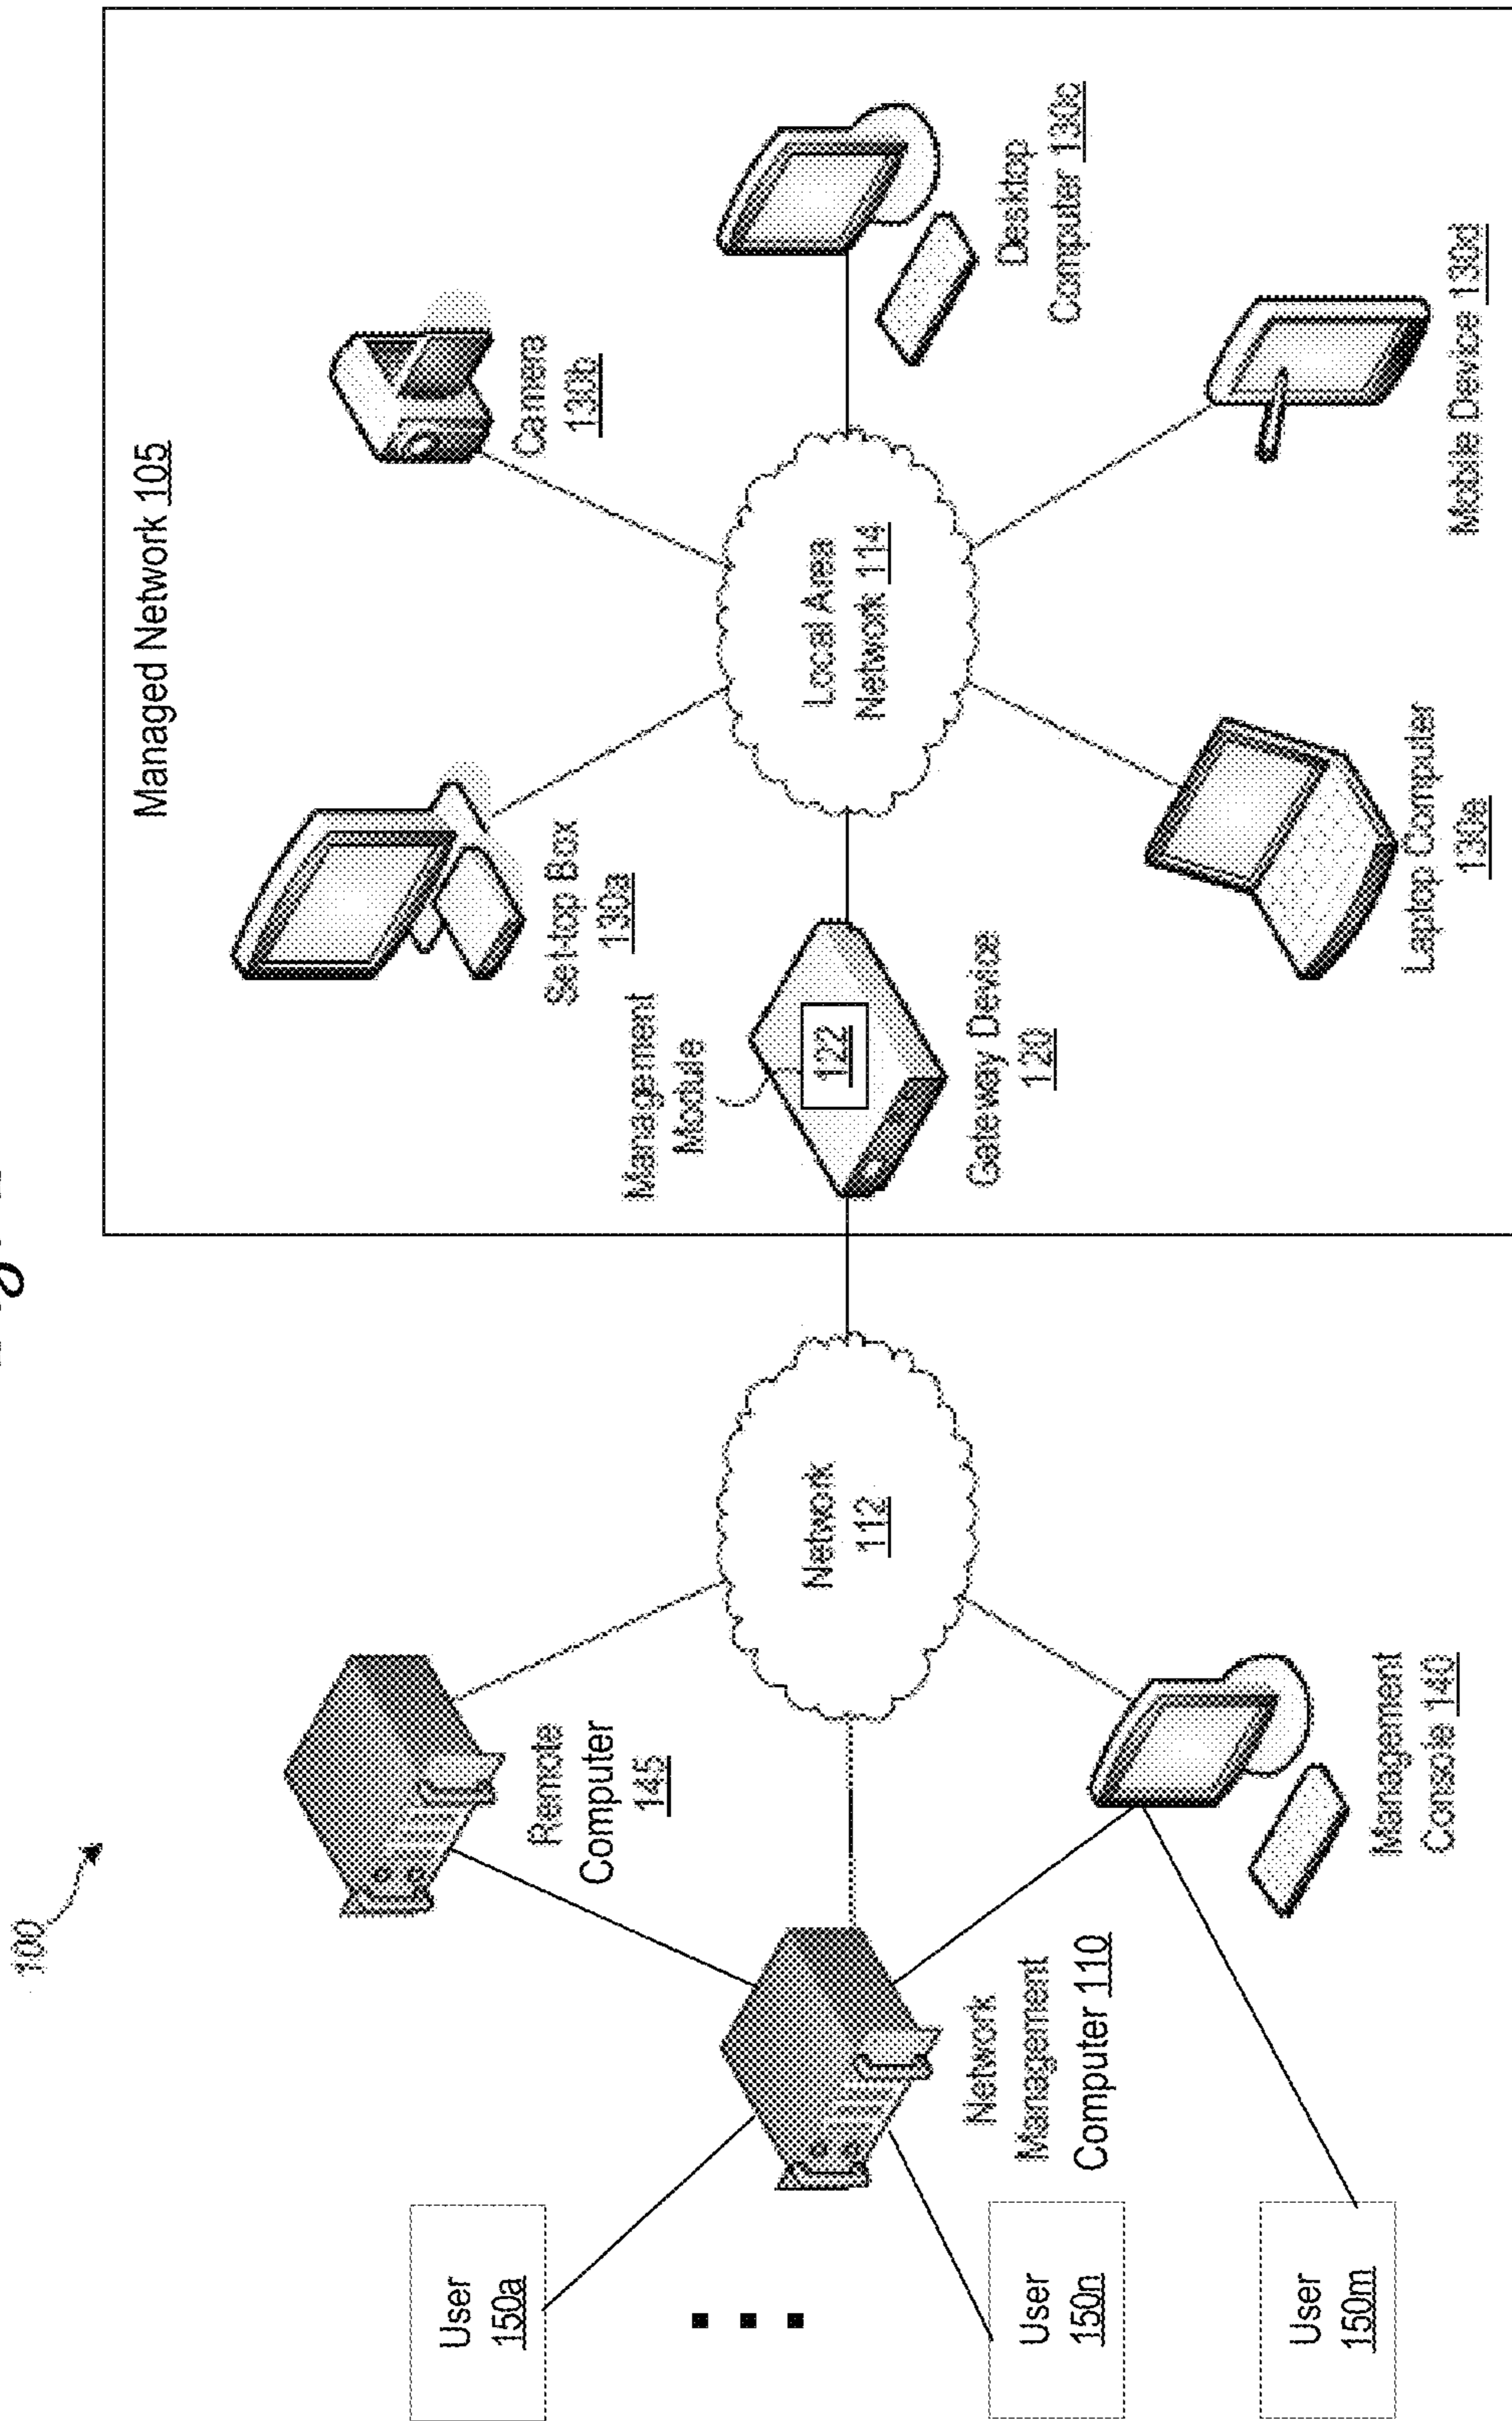 100
Managed Network 105
Remote
Computer
145
Set-top Box
130a
Camera
130b
User
150a
Network
Management
Computer 110
Network
112
Management
Module
122
Gateway Device
120
Local Area
Network 114
Desktop
Computer 130c
User
150n
User
150m
Management
Console 140
Laptop Computer
130e
Mobile Device 130d